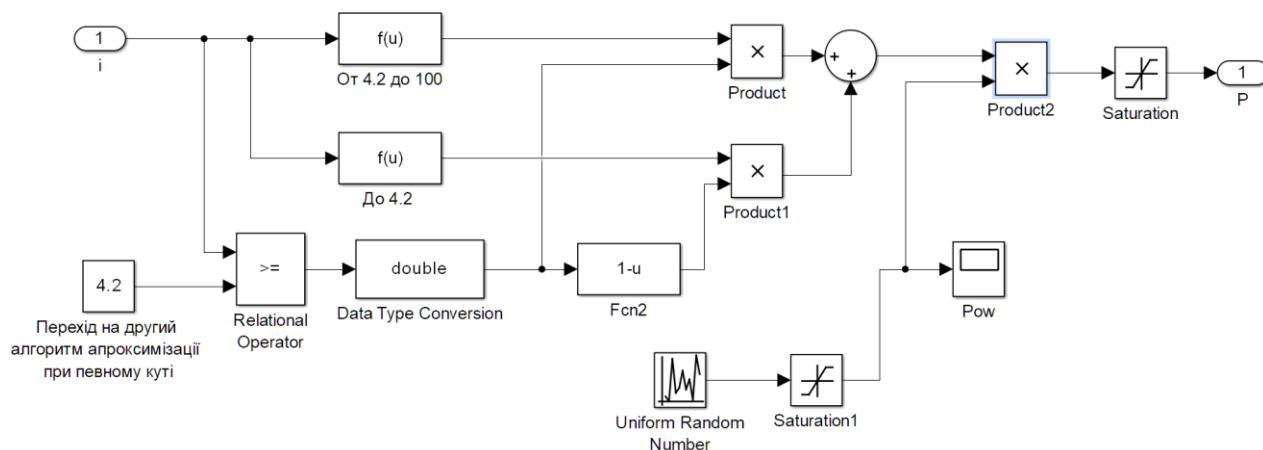 1
i
f(u)
От 4.2 до 100
×
Product
+
+
×
Product2
Saturation
1
P
f(u)
До 4.2
×
Product1
4.2
Перехід на другий
алгоритм апроксимізації
при певному куті
>=
Relational
Operator
double
Data Type Conversion
1-u
Fcn2
Pow
Uniform Random
Number
Saturation1